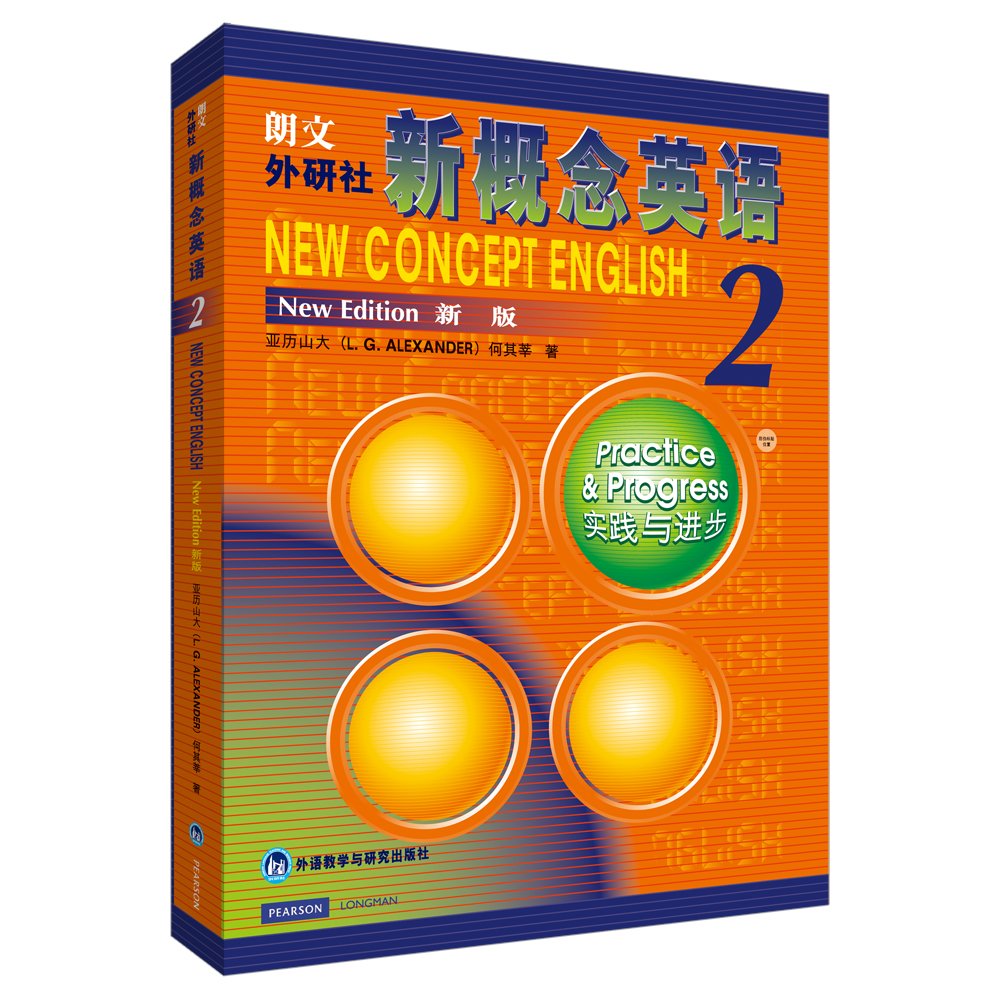 朗文
外研社
新概念英语
NEW CONCEPT ENGLISH
2
New Edition 新 版
亚历山大（L. G. ALEXANDER）何其莘 著
Practice
& Progress
实践与进步
外语教学与研究出版社
PEARSON LONGMAN
朗文
外研社
新概念英语
2
NEW CONCEPT ENGLISH
New Edition 新版
亚历山大（L. G. ALEXANDER）何其莘 著
PEARSON